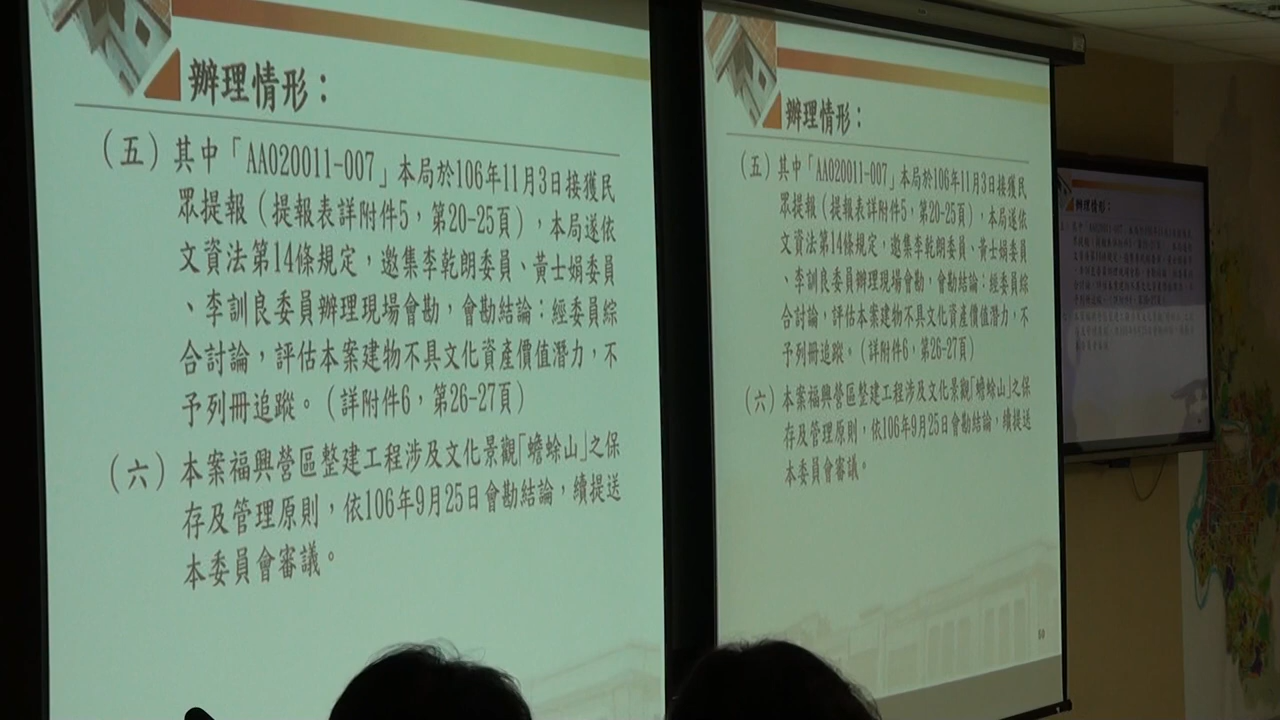 辦理情形：
（五）其中「AA020011-007」本局於106年11月3日接獲民
眾提報（提報表詳附件5，第20-25頁），本局遂依
文資法第14條規定，邀集李乾朗委員、黃士娟委員
、李訓良委員辦理現場會勘，會勘結論：經委員綜
合討論，評估本案建物不具文化資產價值潛力，不
予列冊追蹤。（詳附件6，第26-27頁）
（六）本案福興營區整建工程涉及文化景觀「蟾蜍山」之保
存及管理原則，依106年9月25日會勘結論，續提送
本委員會審議。
辦理情形：
（五）其中「AA020011-007」本局於106年11月3日接獲民
眾提報（提報表詳附件5，第20-25頁），本局遂依
文資法第14條規定，邀集李乾朗委員、黃士娟委員
、李訓良委員辦理現場會勘，會勘結論：經委員綜
合討論，評估本案建物不具文化資產價值潛力，不
予列冊追蹤。（詳附件6，第26-27頁）
（六）本案福興營區整建工程涉及文化景觀「蟾蜍山」之保
存及管理原則，依106年9月25日會勘結論，續提送
本委員會審議。
50
辦理情形：